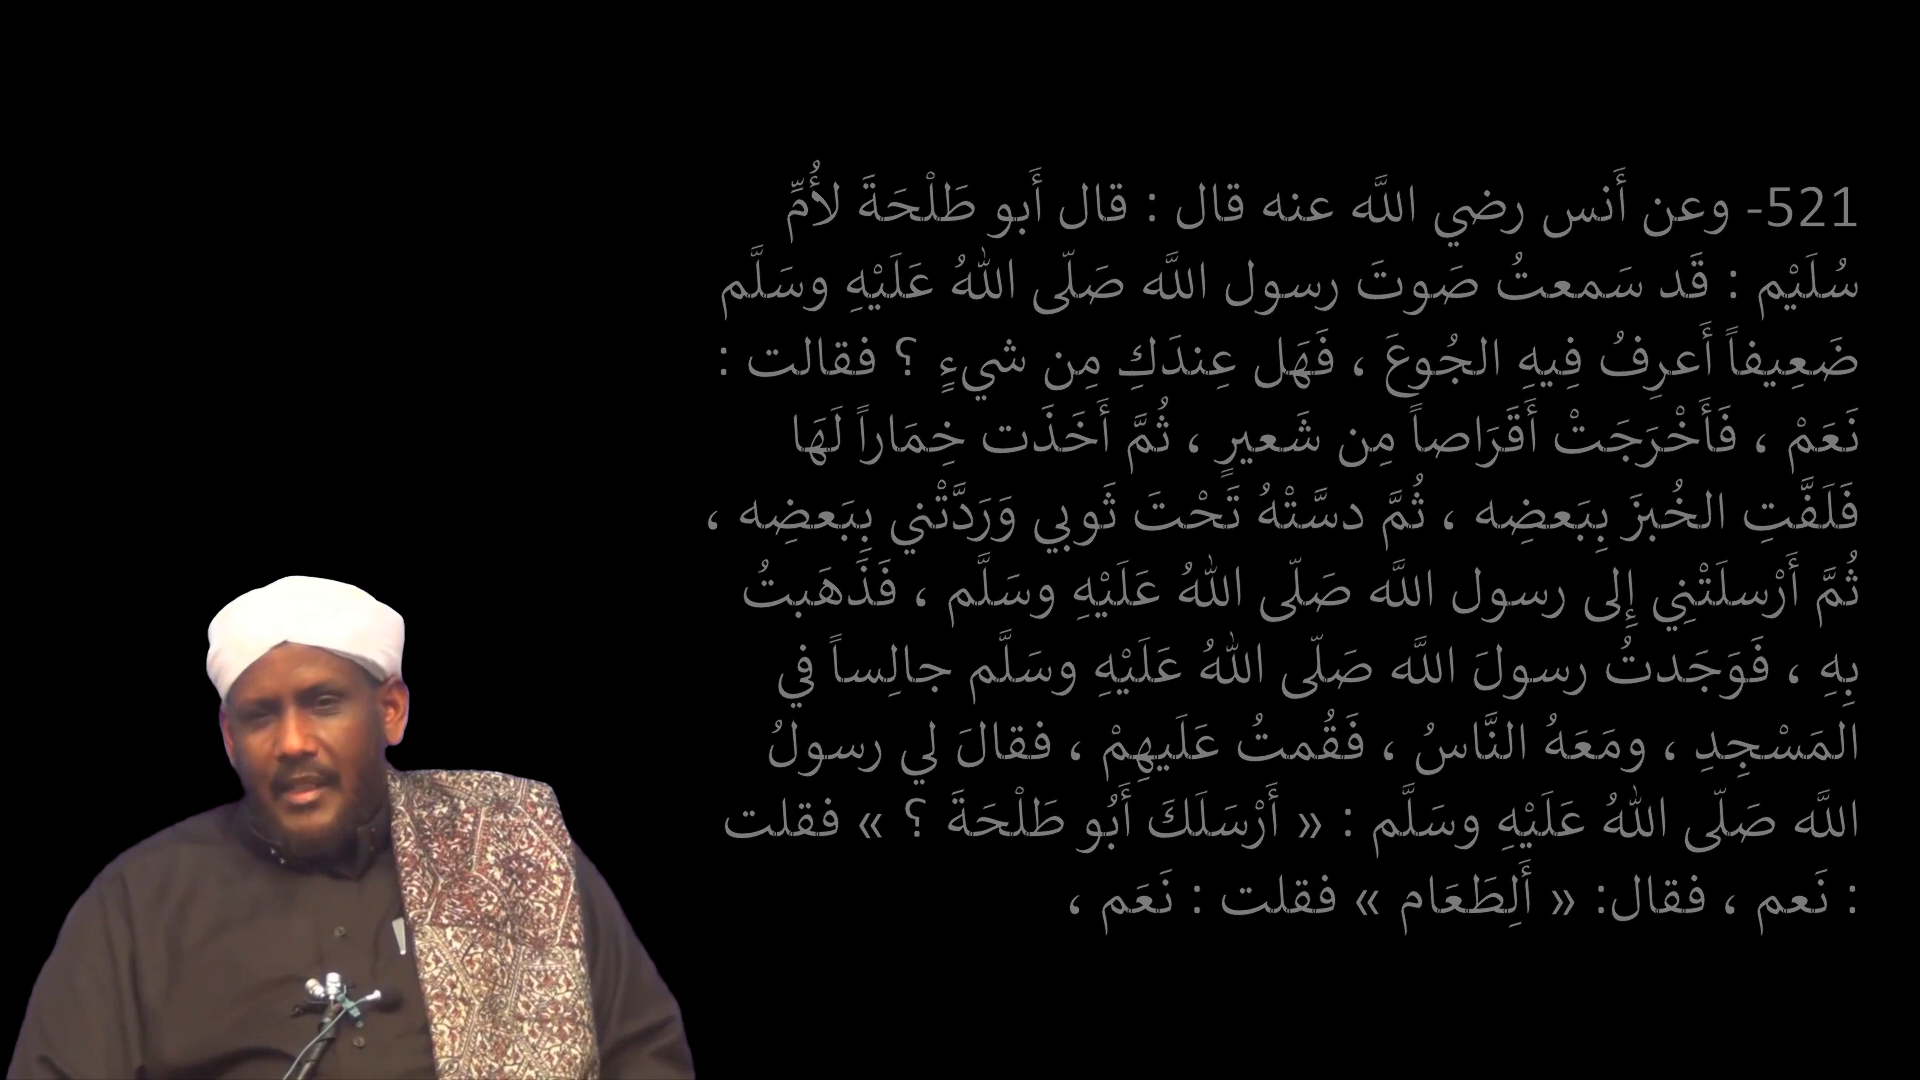 521- وعن أَنس رضي اللَّه عنه قال : قال أَبو طَلْحَةَ لأُمِّ
سُلَيْم : قَد سَمعتُ صَوتَ رسول اللَّه صَلّى اللهُ عَلَيْهِ وسَلَّم
ضَعِيفاً أَعرِفُ فِيهِ الجُوعَ ، فَهَل عِندَكِ مِن شيءٍ ؟ فقالت :
نَعَمْ ، فَأَخْرَجَتْ أَقَرَاصاً مِن شَعيرٍ ، ثُمَّ أَخَذَت خِمَاراً لَهَا
فَلَفَّتِ الخُبزَ بِبَعضِه ، ثُمَّ دسَّتْهُ تَحْتَ ثَوبي وَرَدَّتْني بِبَعضِه ،
ثُمَّ أَرْسلَتْنِي إِلى رسول اللَّه صَلّى اللهُ عَلَيْهِ وسَلَّم ، فَذَهَبتُ
بِهِ ، فَوَجَدتُ رسولَ اللَّه صَلّى اللهُ عَلَيْهِ وسَلَّم جالِساً في
المَسْجِدِ ، ومَعَهُ النَّاسُ ، فَقُمتُ عَلَيهِمْ ، فقالَ لي رسولُ
اللَّه صَلّى اللهُ عَلَيْهِ وسَلَّم : « أَرْسَلَكَ أَبُو طَلْحَةَ ؟ » فقلت
: نَعم ، فقال: « أَلِطَعَام » فقلت : نَعَم ،